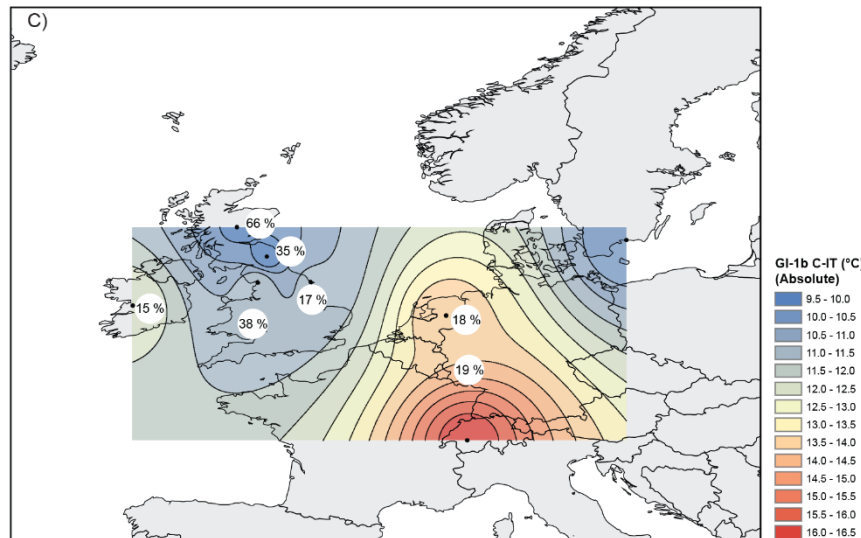 C)
66 %
35 %
15 %
17 %
38 %
18 %
19 %
GI-1b C-IT (°C)
(Absolute)
9.5 - 10.0
10.0 - 10.5
10.5 - 11.0
11.0 - 11.5
11.5 - 12.0
12.0 - 12.5
12.5 - 13.0
13.0 - 13.5
13.5 - 14.0
14.0 - 14.5
14.5 - 15.0
15.0 - 15.5
15.5 - 16.0
16.0 - 16.5